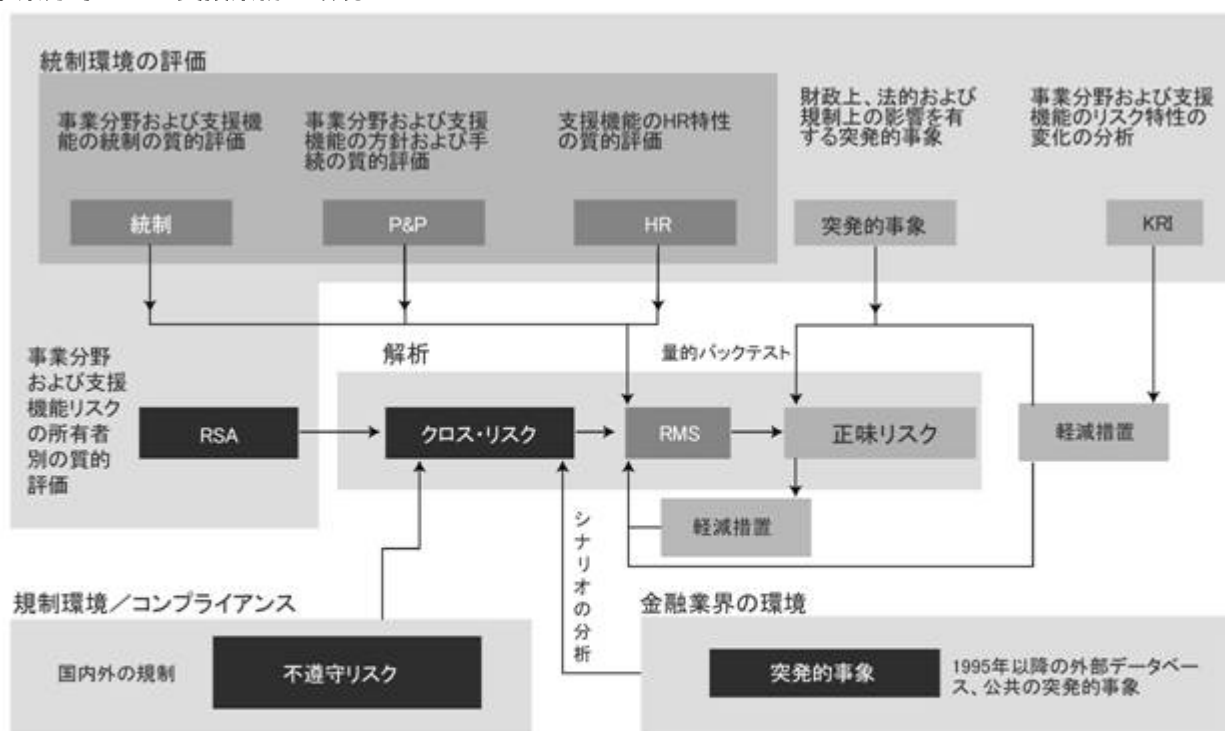 統制環境の評価
事業分野および支援機
能の統制の質的評価
事業分野および支援
機能の方針および手
続の質的評価
支援機能のHR特性
の質的評価
財政上、法的および
規制上の影響を有
する突発的事象
事業分野および支援
機能のリスク特性の
変化の分析
統制
P&P
HR
突発的事象
KRI
事業分野
および支援
機能リスク
の所有者
別の質的
評価
解析
量的バックテスト
RSA
クロス・リスク
RMS
正味リスク
軽減措置
軽減措置
シナリオの分析
規制環境／コンプライアンス
国内外の規制
不遵守リスク
金融業界の環境
突発的事象
1995年以降の外部データベー
ス、公共の突発的事象